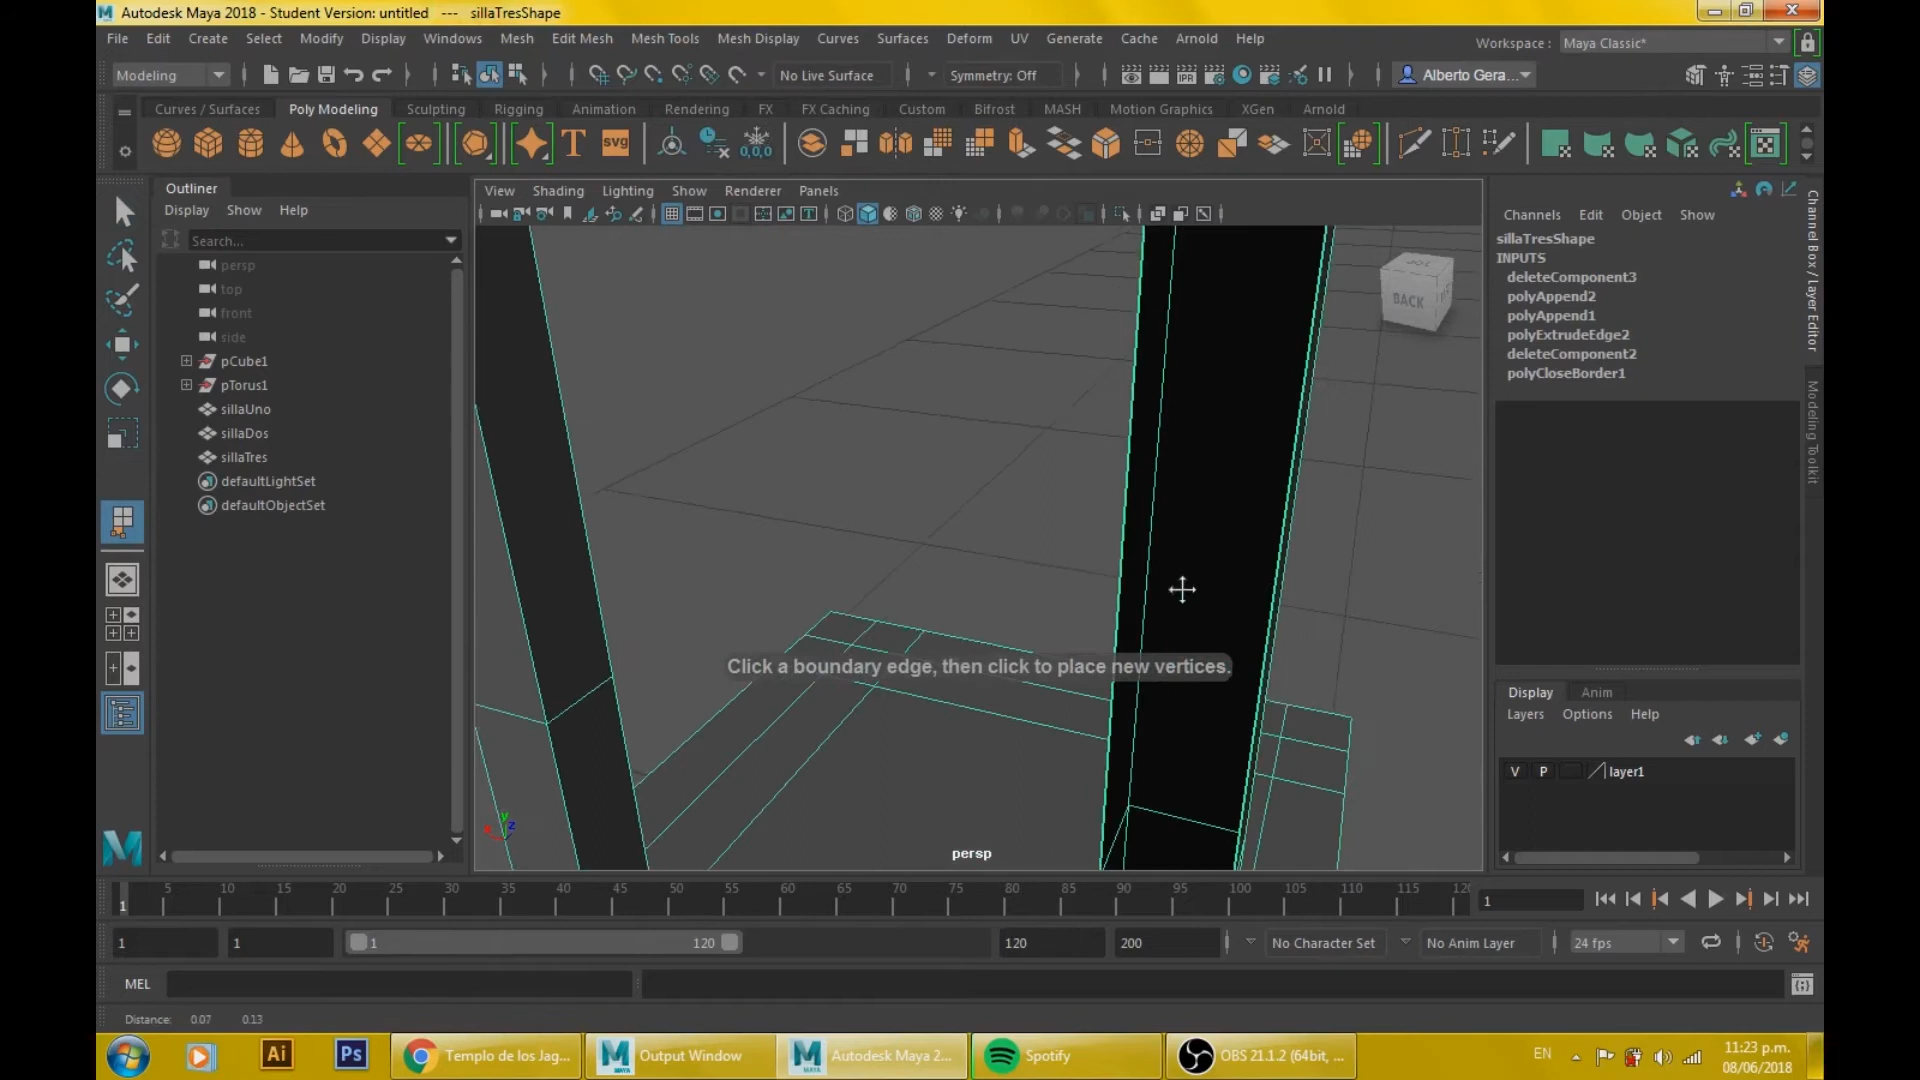 Autodesk Maya 2018 - Student Version: untitled --- sillaTresShape
File Edit Create Select Modify Display Windows Mesh Edit Mesh Mesh Tools Mesh Display Curves Surfaces Deform UV Generate Cache Arnold Help
Workspace : Maya Classic*
Modeling No Live Surface Symmetry: Off IPR Alberto Gera...
Curves / Surfaces Poly Modeling Sculpting Rigging Animation Rendering FX FX Caching Custom Bifrost MASH Motion Graphics XGen Arnold
T svg 0,0,0
Outliner
Display Show Help
Search...
persp
top
front
side
pCube1
pTorus1
sillaUno
sillaDos
sillaTres
defaultLightSet
defaultObjectSet
View Shading Lighting Show Renderer Panels
BACK
Click a boundary edge, then click to place new vertices.
y
x z
persp
Channels Edit Object Show
sillaTresShape
INPUTS
deleteComponent3
polyAppend2
polyAppend1
polyExtrudeEdge2
deleteComponent2
polyCloseBorder1
Channel Box / Layer Editor
Modeling Toolkit
Display Anim
Layers Options Help
V P layer1
5 10 15 20 25 30 35 40 45 50 55 60 65 70 75 80 85 90 95 100 105 110 115 120
1 1
1 1 1 120 120 200 No Character Set No Anim Layer 24 fps
MEL
Distance: 0.07 0.13
Ai Ps Templo de los Jag... Output Window Autodesk Maya 2... Spotify OBS 21.1.2 (64bit, ...
EN 11:23 p.m.
08/06/2018